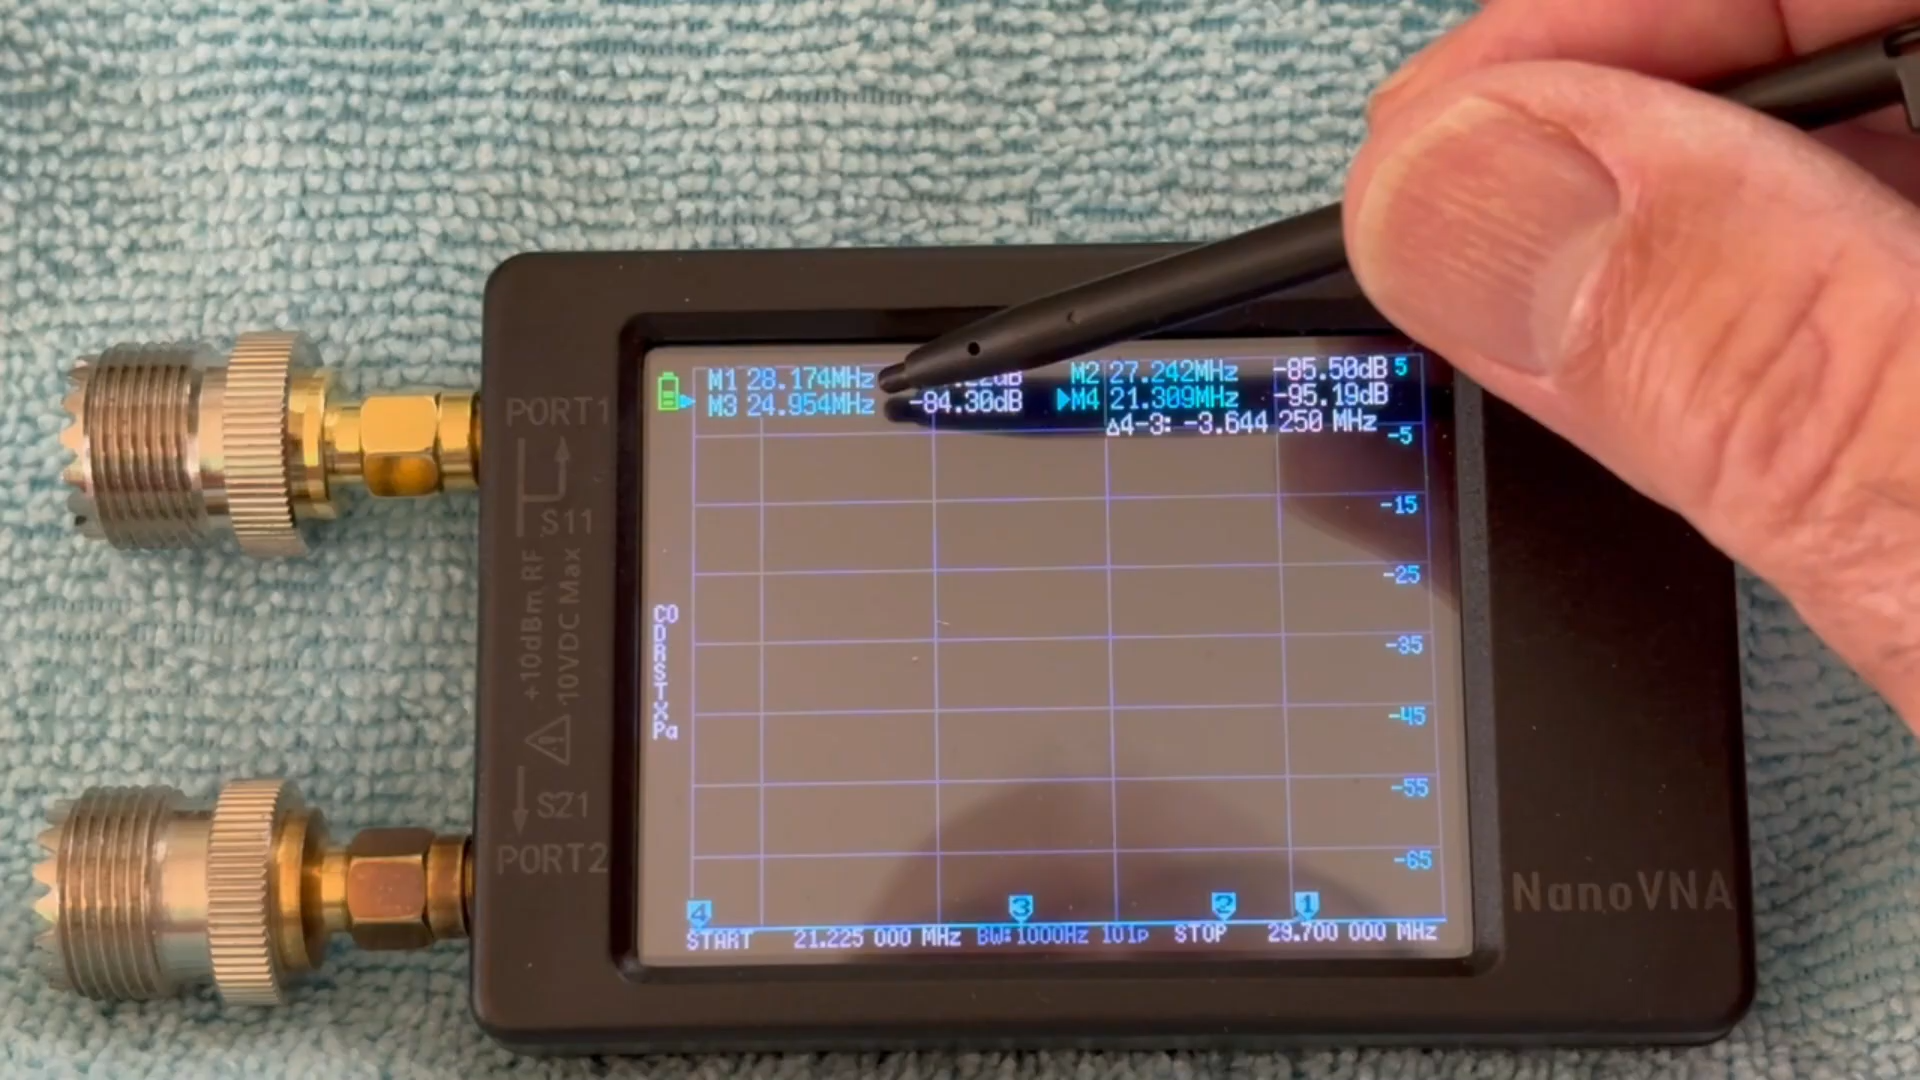 M1 28.174MHz M2 27.242MHz -85.50dB 5
M3 24.954MHz -84.30dB ▶M4 21.309MHz -95.19dB
Δ4-3: -3.644 250 MHz -5
-15
-25
-35
-45
-55
-65
C0
D
R
S
T
X
Pa
4 3 2 1
START 21.225 000 MHz BW:1000Hz 101p STOP 29.700 000 MHz
PORT1
S11
+10dBm RF
10VDC Max
S21
PORT2
NanoVNA